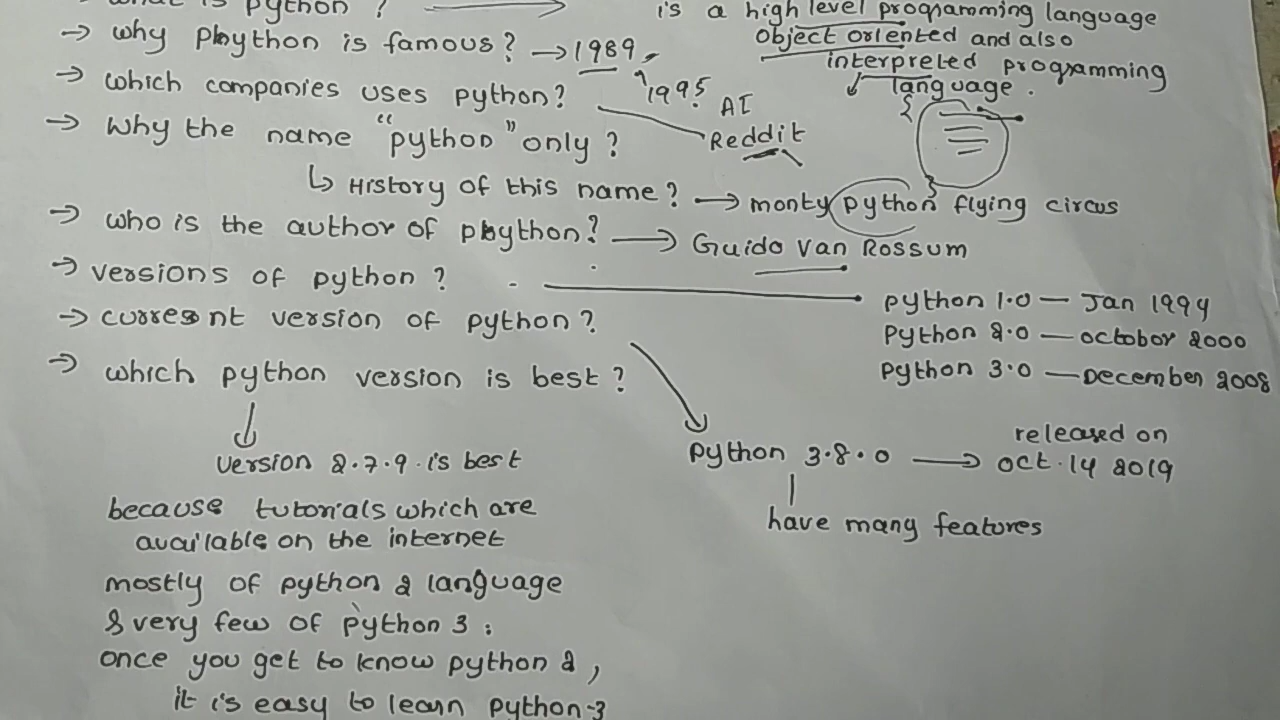 what is python ? → is a high level programming language
→ why python is famous? → 1989 object oriented and also
1995 interpreted programming
language .
→ which companies uses python? AI
Reddit
→ Why the name "python" only ?
↳ History of this name? → monty python flying circus
→ who is the author of python? → Guido Van Rossum
→ versions of python ? python 1.0 — Jan 1994
Python 2.0 — october 2000
Python 3.0 — December 2008
→ current version of python?
→ which python version is best?
released on
python 3.8.0 → oct.14 2019
have many features
version 2.7.9 is best
because tutorials which are
available on the internet
mostly of python 2 language
& very few of python 3 .
once you get to know python 2 ,
it is easy to learn python-3